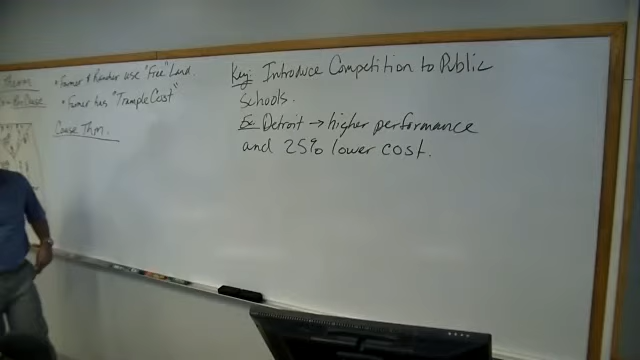 Thm
• Farmer & Rancher use "Free" Land.
• Farmer has "Trample Cost"
Coase Thm.
Key: Introduce Competition to Public
Schools.
Ex: Detroit → higher performance
and 25% lower cost.